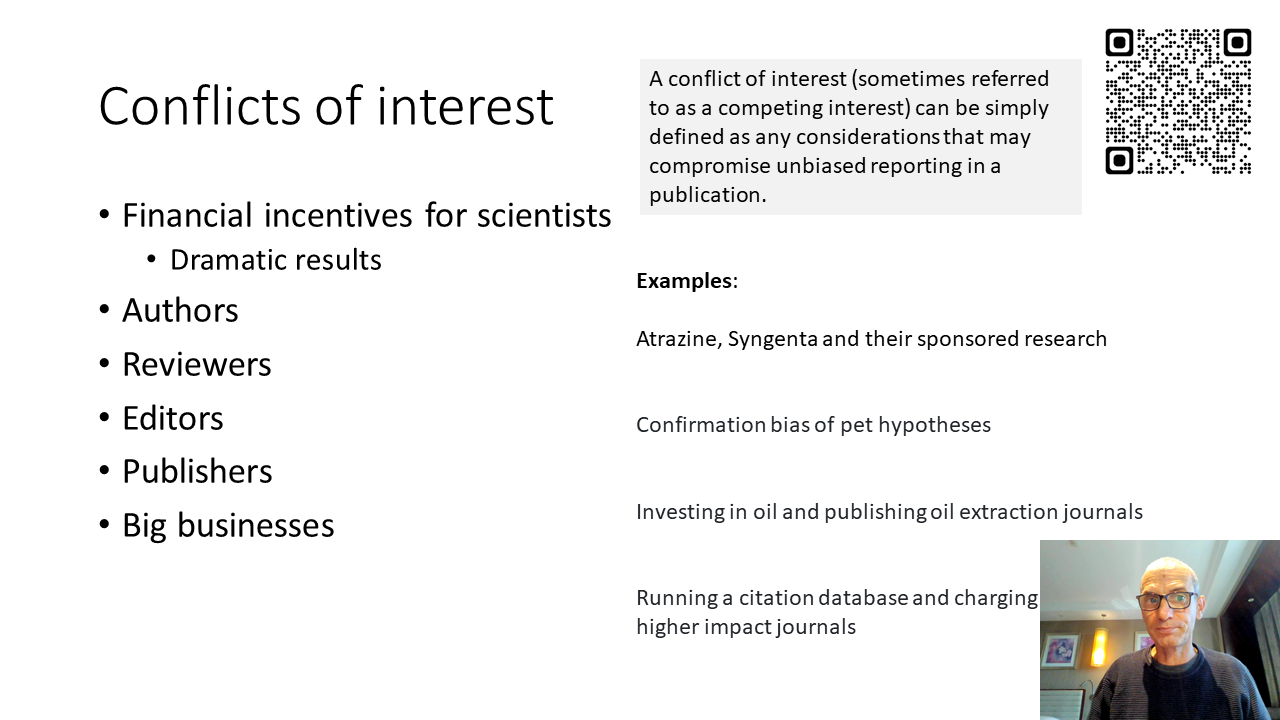 Conflicts of interest
• Financial incentives for scientists
• Dramatic results
• Authors
• Reviewers
• Editors
• Publishers
• Big businesses
A conflict of interest (sometimes referred
to as a competing interest) can be simply
defined as any considerations that may
compromise unbiased reporting in a
publication.
Examples:
Atrazine, Syngenta and their sponsored research
Confirmation bias of pet hypotheses
Investing in oil and publishing oil extraction journals
Running a citation database and charging
higher impact journals